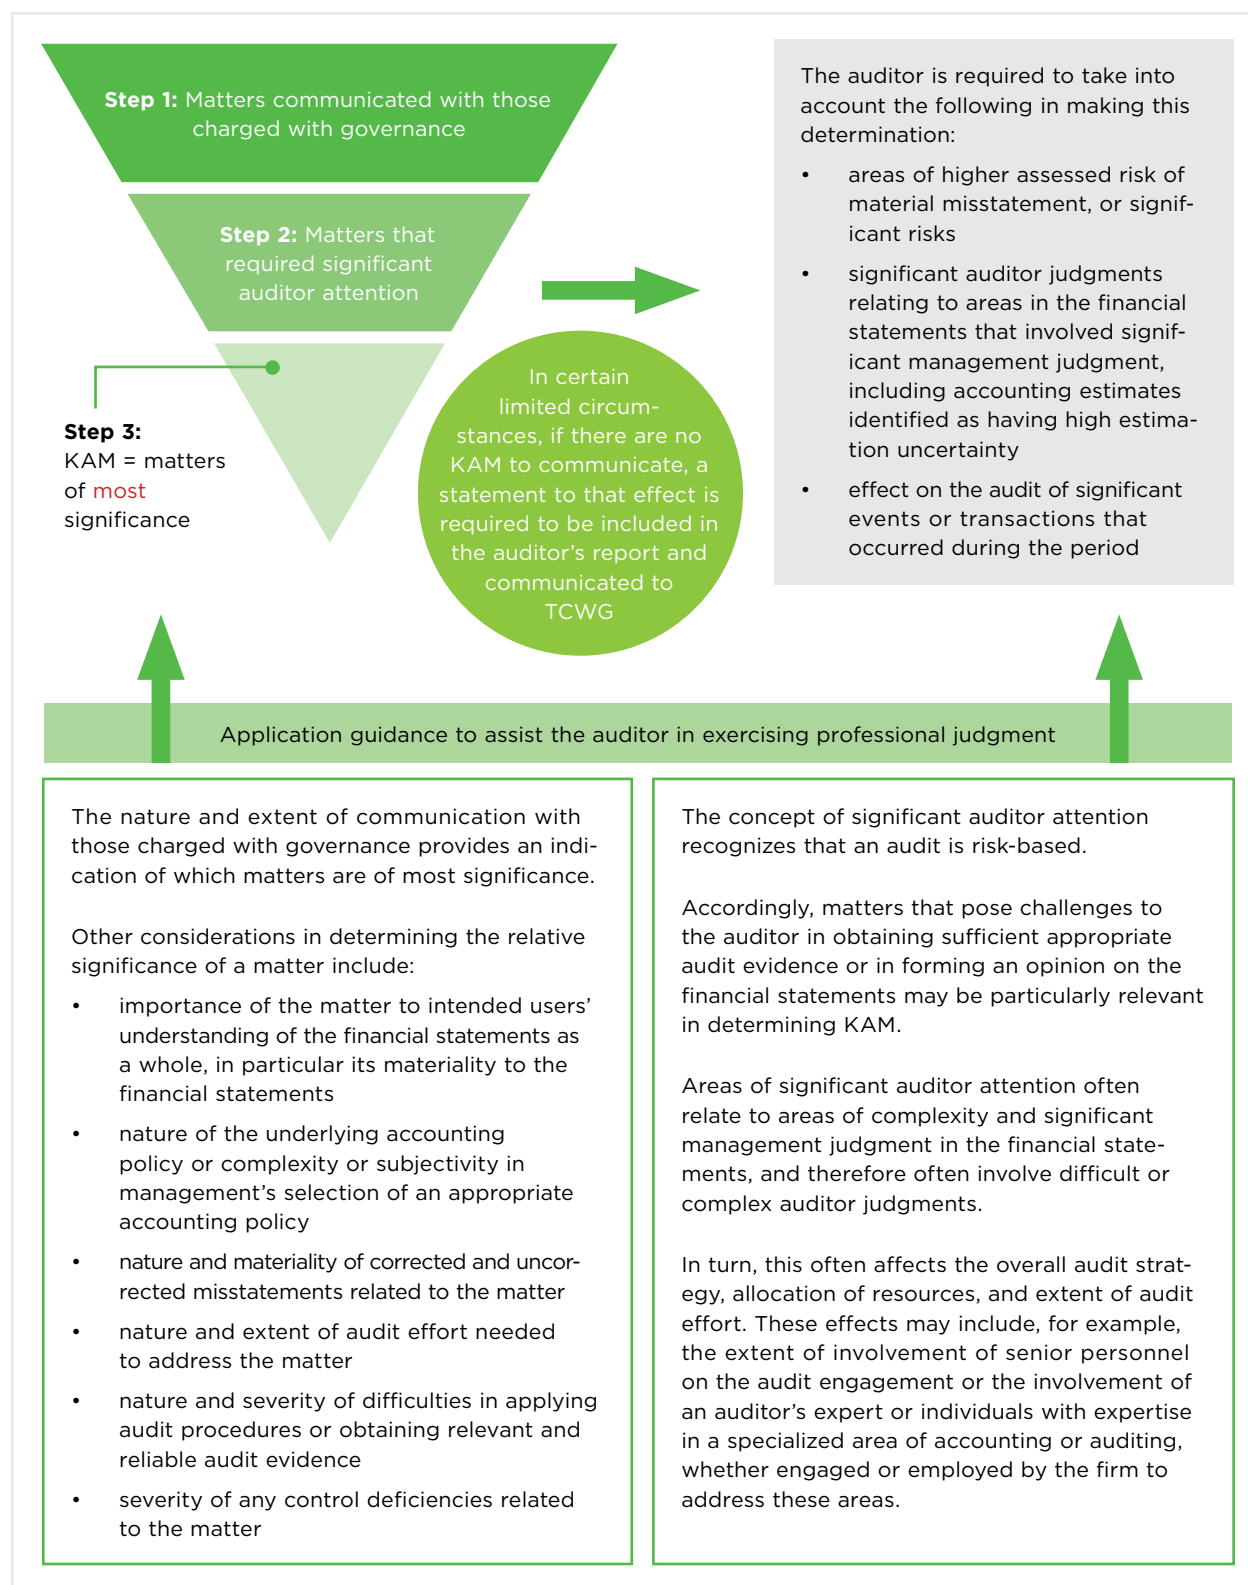 Step 1: Matters communicated with those
charged with governance
Step 2: Matters that
required significant
auditor attention
Step 3:
KAM = matters
of most
significance
In certain
limited circum-
stances, if there are no
KAM to communicate, a
statement to that effect is
required to be included in
the auditor’s report and
communicated to
TCWG
The auditor is required to take into
account the following in making this
determination:
• areas of higher assessed risk of
material misstatement, or signif-
icant risks
• significant auditor judgments
relating to areas in the financial
statements that involved signif-
icant management judgment,
including accounting estimates
identified as having high estima-
tion uncertainty
• effect on the audit of significant
events or transactions that
occurred during the period
Application guidance to assist the auditor in exercising professional judgment
The nature and extent of communication with
those charged with governance provides an indi-
cation of which matters are of most significance.
Other considerations in determining the relative
significance of a matter include:
• importance of the matter to intended users’
understanding of the financial statements as
a whole, in particular its materiality to the
financial statements
• nature of the underlying accounting
policy or complexity or subjectivity in
management’s selection of an appropriate
accounting policy
• nature and materiality of corrected and uncor-
rected misstatements related to the matter
• nature and extent of audit effort needed
to address the matter
• nature and severity of difficulties in applying
audit procedures or obtaining relevant and
reliable audit evidence
• severity of any control deficiencies related
to the matter
The concept of significant auditor attention
recognizes that an audit is risk-based.
Accordingly, matters that pose challenges to
the auditor in obtaining sufficient appropriate
audit evidence or in forming an opinion on the
financial statements may be particularly relevant
in determining KAM.
Areas of significant auditor attention often
relate to areas of complexity and significant
management judgment in the financial state-
ments, and therefore often involve difficult or
complex auditor judgments.
In turn, this often affects the overall audit strat-
egy, allocation of resources, and extent of audit
effort. These effects may include, for example,
the extent of involvement of senior personnel
on the audit engagement or the involvement of
an auditor’s expert or individuals with expertise
in a specialized area of accounting or auditing,
whether engaged or employed by the firm to
address these areas.